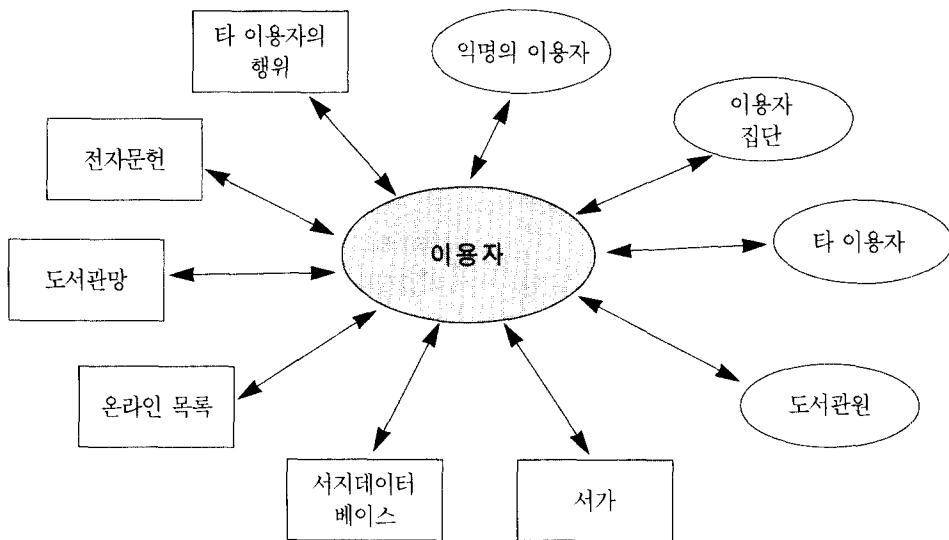 타 이용자의
행위
익명의 이용자
이용자
집단
전자문헌
타 이용자
이용자
도서관망
도서관원
온라인 목록
서지데이터
베이스
서가